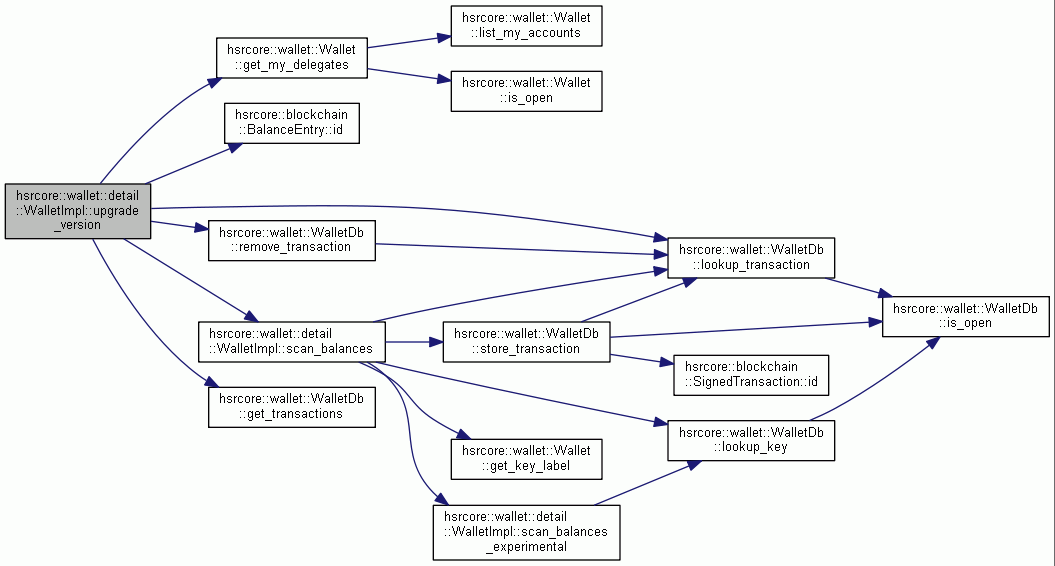 hsrcore::wallet::Wallet
::list_my_accounts
hsrcore::wallet::Wallet
::get_my_delegates
hsrcore::wallet::Wallet
::is_open
hsrcore::blockchain
::BalanceEntry::id
hsrcore::wallet::detail
::WalletImpl::upgrade
_version
hsrcore::wallet::WalletDb
::remove_transaction
hsrcore::wallet::WalletDb
::lookup_transaction
hsrcore::wallet::WalletDb
::is_open
hsrcore::wallet::detail
::WalletImpl::scan_balances
hsrcore::wallet::WalletDb
::store_transaction
hsrcore::blockchain
::SignedTransaction::id
hsrcore::wallet::WalletDb
::get_transactions
hsrcore::wallet::WalletDb
::lookup_key
hsrcore::wallet::Wallet
::get_key_label
hsrcore::wallet::detail
::WalletImpl::scan_balances
_experimental